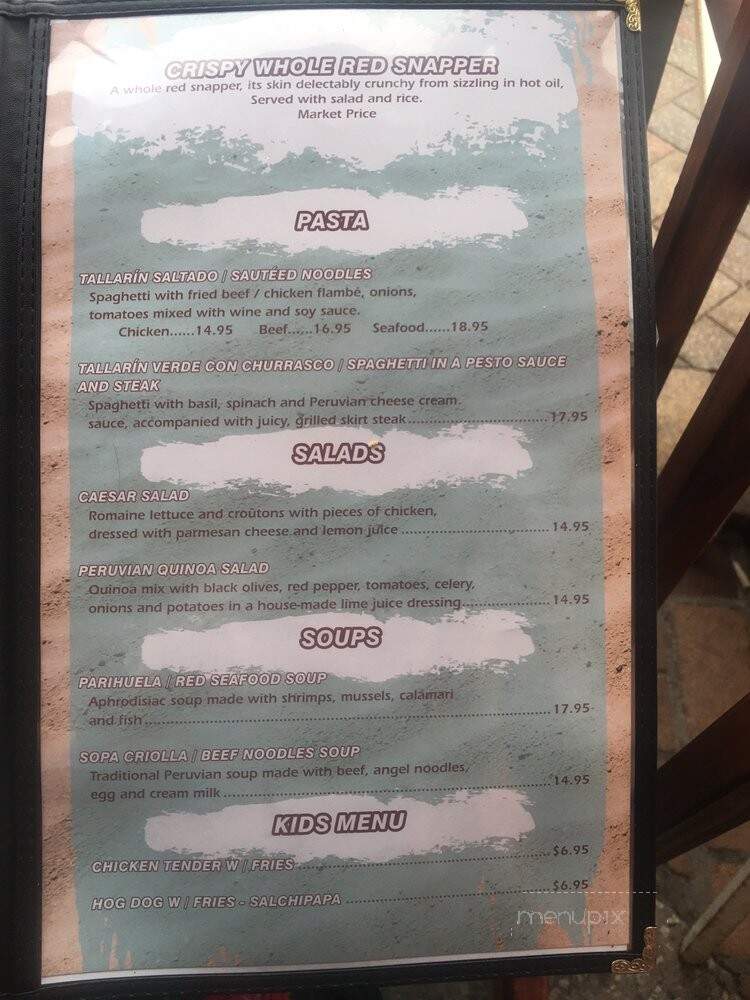 CRISPY WHOLE RED SNAPPER
A whole red snapper, its skin delectably crunchy from sizzling in hot oil,
Served with salad and rice.
Market Price
PASTA
TALLARÍN SALTADO / SAUTÉED NOODLES
Spaghetti with fried beef / chicken flambé, onions,
tomatoes mixed with wine and soy sauce.
Chicken......14.95 Beef......16.95 Seafood......18.95
TALLARÍN VERDE CON CHURRASCO / SPAGHETTI IN A PESTO SAUCE
AND STEAK
Spaghetti with basil, spinach and Peruvian cheese cream
sauce, accompanied with juicy, grilled skirt steak......17.95
SALADS
CAESAR SALAD
Romaine lettuce and croûtons with pieces of chicken,
dressed with parmesan cheese and lemon juice......14.95
PERUVIAN QUINOA SALAD
Quinoa mix with black olives, red pepper, tomatoes, celery,
onions and potatoes in a house-made lime juice dressing......14.95
SOUPS
PARIHUELA / RED SEAFOOD SOUP
Aphrodisiac soup made with shrimps, mussels, calamari
and fish......17.95
SOPA CRIOLLA / BEEF NOODLES SOUP
Traditional Peruvian soup made with beef, angel noodles,
egg and cream milk......14.95
KIDS MENU
CHICKEN TENDER W / FRIES......$6.95
HOG DOG W / FRIES - SALCHIPAPA......$6.95
menupix